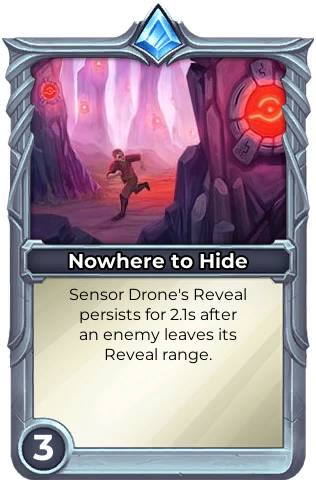 Nowhere to Hide
Sensor Drone's Reveal
persists for 2.1s after
an enemy leaves its
Reveal range.
3